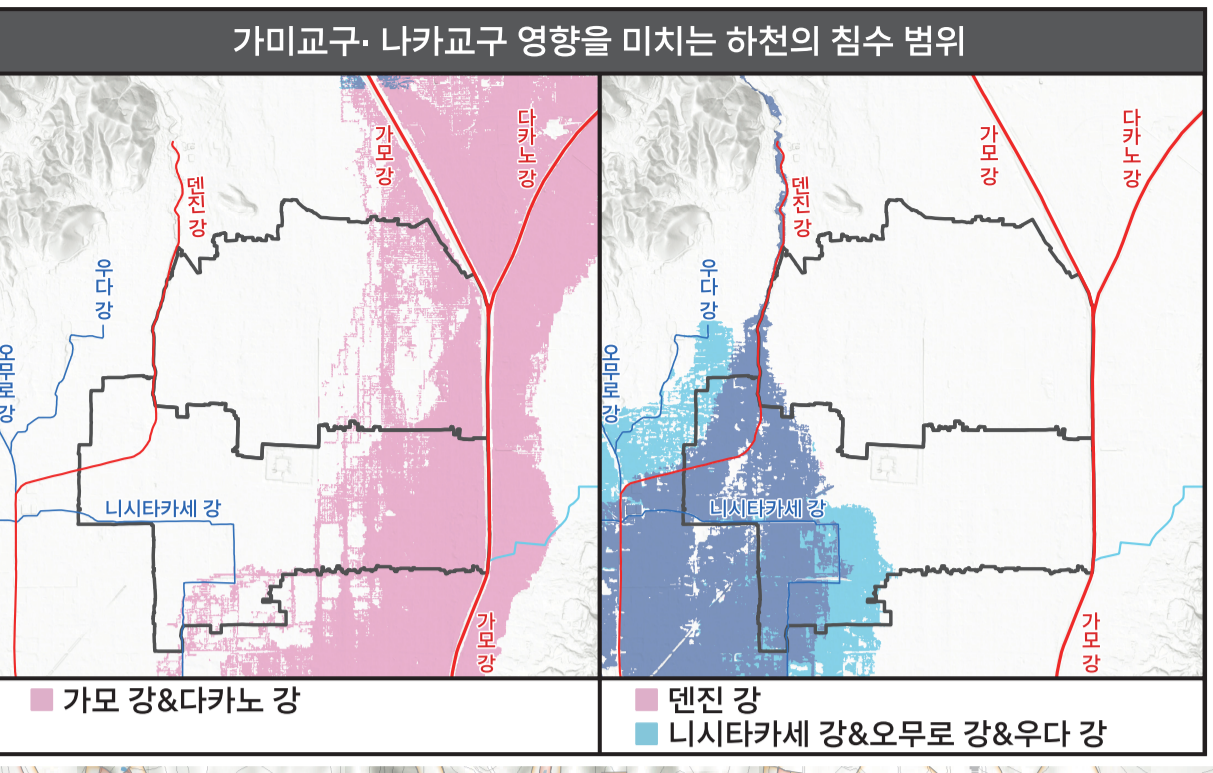 가미교구· 나카교구 영향을 미치는 하천의 침수 범위
가모 강
다카노 강
덴진 강
우다 강
오무로 강
니시타카세 강
가모 강
가모 강
다카노 강
덴진 강
우다 강
오무로 강
니시타카세 강
가모 강
가모 강&다카노 강
덴진 강
니시타카세 강&오무로 강&우다 강